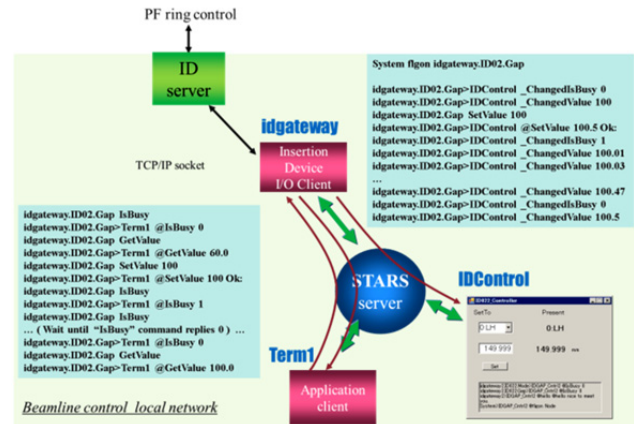 PF ring control
ID
server
TCP/IP socket
idgateway
Insertion
Device
I/O Client
System flgon idgateway.ID02.Gap
idgateway.ID02.Gap>IDControl _ChangedIsBusy 0
idgateway.ID02.Gap>IDControl _ChangedValue 100
idgateway.ID02.Gap SetValue 100
idgateway.ID02.Gap>IDControl @SetValue 100.5 Ok:
idgateway.ID02.Gap>IDControl _ChangedIsBusy 1
idgateway.ID02.Gap>IDControl _ChangedValue 100.01
idgateway.ID02.Gap>IDControl _ChangedValue 100.03
...
idgateway.ID02.Gap>IDControl _ChangedValue 100.47
idgateway.ID02.Gap>IDControl _ChangedIsBusy 0
idgateway.ID02.Gap>IDControl _ChangedValue 100.5
idgateway.ID02.Gap IsBusy
idgateway.ID02.Gap>Term1 @IsBusy 0
idgateway.ID02.Gap GetValue
idgateway.ID02.Gap>Term1 @GetValue 60.0
idgateway.ID02.Gap SetValue 100
idgateway.ID02.Gap>Term1 @SetValue 100 Ok:
idgateway.ID02.Gap IsBusy
idgateway.ID02.Gap>Term1 @IsBusy 1
idgateway.ID02.Gap IsBusy
... ( Wait until “IsBusy” command replies 0 ) ...
idgateway.ID02.Gap>Term1 @IsBusy 0
idgateway.ID02.Gap GetValue
idgateway.ID02.Gap>Term1 @GetValue 100.0
STARS
server
IDControl
SetTo
Present
0:LH
0:LH
149.999
149.999
Set
Term1
Application
client
Beamline control local network